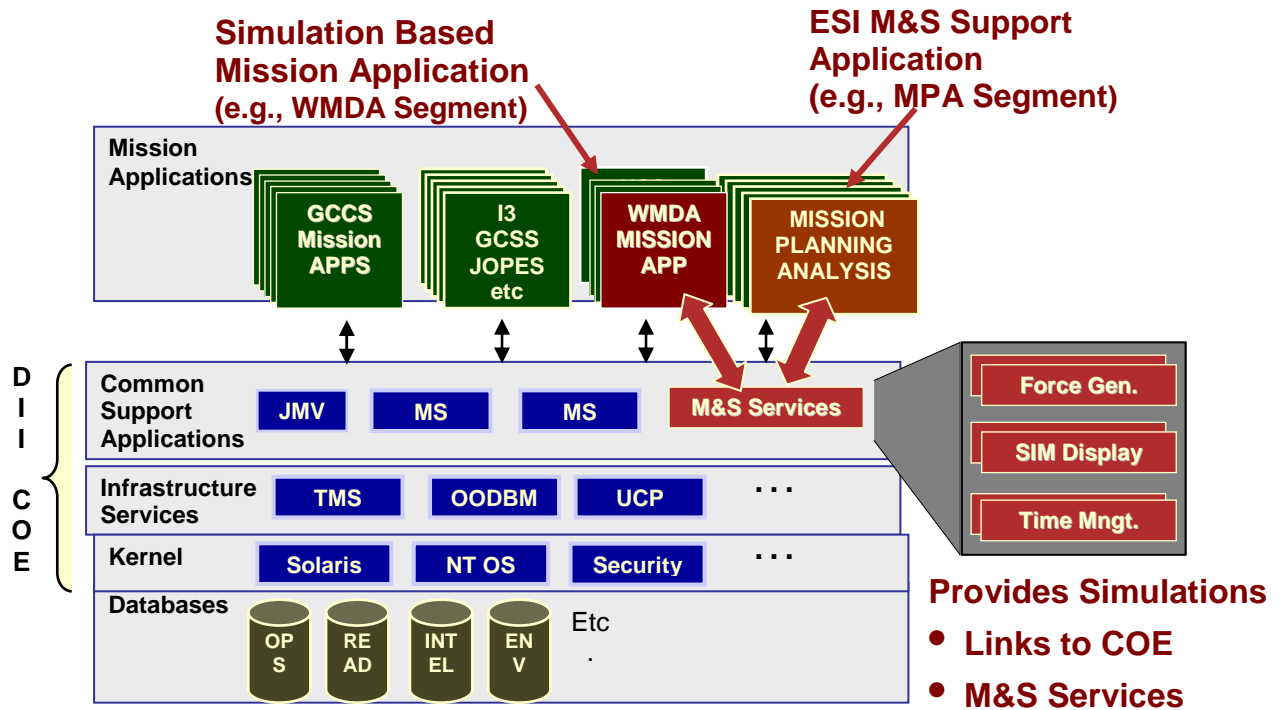 Simulation Based
Mission Application
(e.g., WMDA Segment)
ESI M&S Support
Application
(e.g., MPA Segment)
Mission
Applications
GCCS
Mission
APPS
I3
GCSS
JOPES
etc
WMDA
MISSION
APP
MISSION
PLANNING
ANALYSIS
D
I
I
C
O
E
Common
Support
Applications
JMV
MS
MS
M&S Services
Force Gen.
SIM Display
Time Mngt.
Infrastructure
Services
TMS
OODBM
UCP
...
Kernel
Solaris
NT OS
Security
...
Databases
OP
S
RE
AD
INT
EL
EN
V
Etc
.
Provides Simulations
• Links to COE
• M&S Services